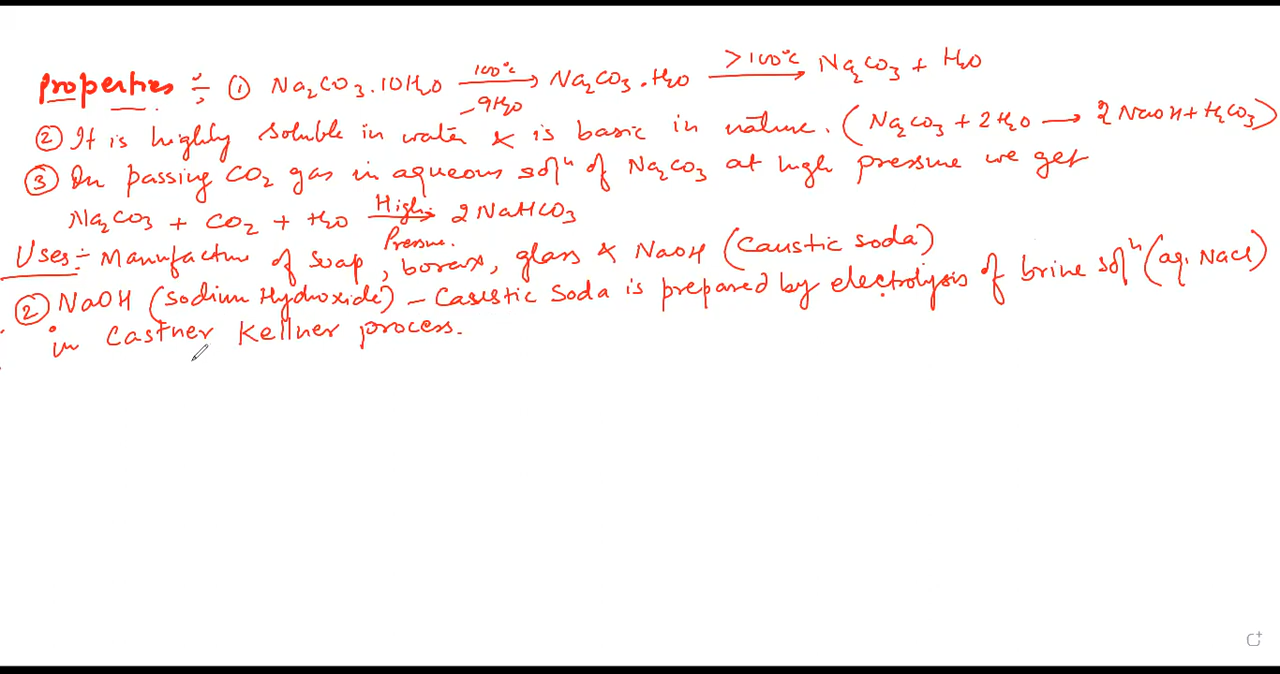 Properties :- ① Na₂CO₃.10H₂O —100°C / -9H₂O→ Na₂CO₃.H₂O —>100°C→ Na₂CO₃ + H₂O
② It is highly soluble in water & is basic in nature. (Na₂CO₃ + 2H₂O → 2NaOH + H₂CO₃)
③ On passing CO₂ gas in aqueous solⁿ of Na₂CO₃ at high pressure we get
Na₂CO₃ + CO₂ + H₂O —High Pressure.→ 2NaHCO₃
Uses :- Manufacture of soap, borax, glass & NaOH (Caustic soda)
② NaOH (Sodium Hydroxide) - Caustic soda is prepared by electrolysis of brine solⁿ (aq. NaCl)
in Castner Kellner process.